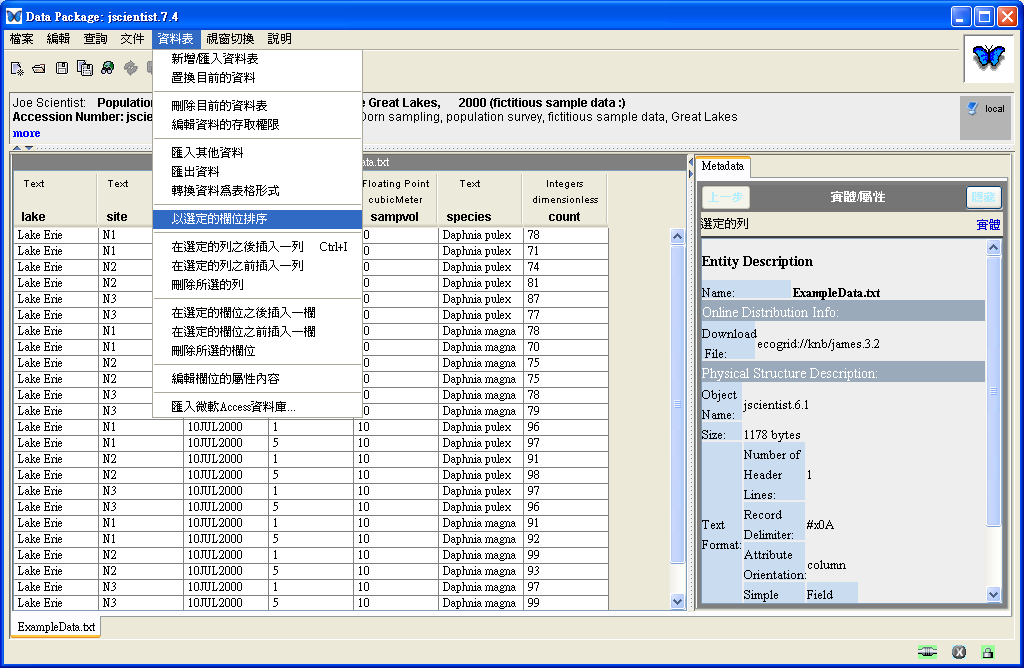 Data Package: jscientist.7.4
檔案 編輯 查詢 文件 資料表 視窗切換 說明
新增/匯入資料表
置換目前的資料
刪除目前的資料表
編輯資料的存取權限
匯入其他資料
匯出資料
轉換資料為表格形式
以選定的欄位排序
在選定的列之後插入一列 Ctrl+I
在選定的列之前插入一列
刪除所選的列
在選定的欄位之後插入一欄
在選定的欄位之前插入一欄
刪除所選的欄位
編輯欄位的屬性內容
匯入微軟Access資料庫...
Joe Scientist: Population e Great Lakes, 2000 (fictitious sample data :)
Accession Number: jscie Dorn sampling, population survey, fictitious sample data, Great Lakes
more
local
ata.txt
Text Text Floating Point Text Integers
cubicMeter dimensionless
lake site sampvol species count
Lake Erie N1 0 Daphnia pulex 78
Lake Erie N1 0 Daphnia pulex 71
Lake Erie N2 0 Daphnia pulex 74
Lake Erie N2 0 Daphnia pulex 81
Lake Erie N3 0 Daphnia pulex 87
Lake Erie N3 0 Daphnia pulex 77
Lake Erie N1 0 Daphnia magna 78
Lake Erie N1 0 Daphnia magna 70
Lake Erie N2 0 Daphnia magna 75
Lake Erie N2 0 Daphnia magna 75
Lake Erie N3 0 Daphnia magna 78
Lake Erie N3 0 Daphnia magna 79
Lake Erie N1 10JUL2000 1 10 Daphnia pulex 96
Lake Erie N1 10JUL2000 5 10 Daphnia pulex 97
Lake Erie N2 10JUL2000 1 10 Daphnia pulex 91
Lake Erie N2 10JUL2000 5 10 Daphnia pulex 98
Lake Erie N3 10JUL2000 1 10 Daphnia pulex 97
Lake Erie N3 10JUL2000 5 10 Daphnia pulex 96
Lake Erie N1 10JUL2000 1 10 Daphnia magna 91
Lake Erie N1 10JUL2000 5 10 Daphnia magna 92
Lake Erie N2 10JUL2000 1 10 Daphnia magna 99
Lake Erie N2 10JUL2000 5 10 Daphnia magna 93
Lake Erie N3 10JUL2000 1 10 Daphnia magna 97
Lake Erie N3 10JUL2000 5 10 Daphnia magna 99
ExampleData.txt
Metadata
上一步 實體/屬性 隱藏
選定的列 實體
Entity Description
Name: ExampleData.txt
Online Distribution Info:
Download
File: ecogrid://knb/james.3.2
Physical Structure Description:
Object
Name: jscientist.6.1
Size: 1178 bytes
Text
Format:
Number of
Header
Lines: 1
Record
Delimiter: #x0A
Attribute
Orientation: column
Simple Field